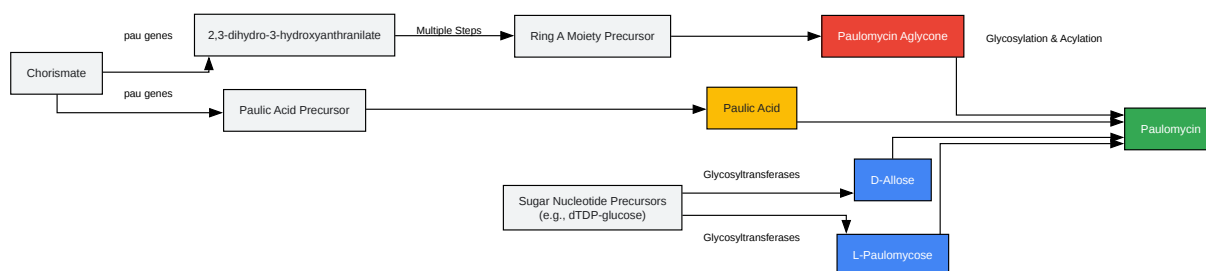 pau genes
2,3-dihydro-3-hydroxyanthranilate
Multiple Steps
Ring A Moiety Precursor
Paulomycin Aglycone
Glycosylation & Acylation
Chorismate
pau genes
Paulic Acid Precursor
Paulic Acid
Paulomycin
Glycosyltransferases
D-Allose
Sugar Nucleotide Precursors
(e.g., dTDP-glucose)
Glycosyltransferases
L-Paulomycose